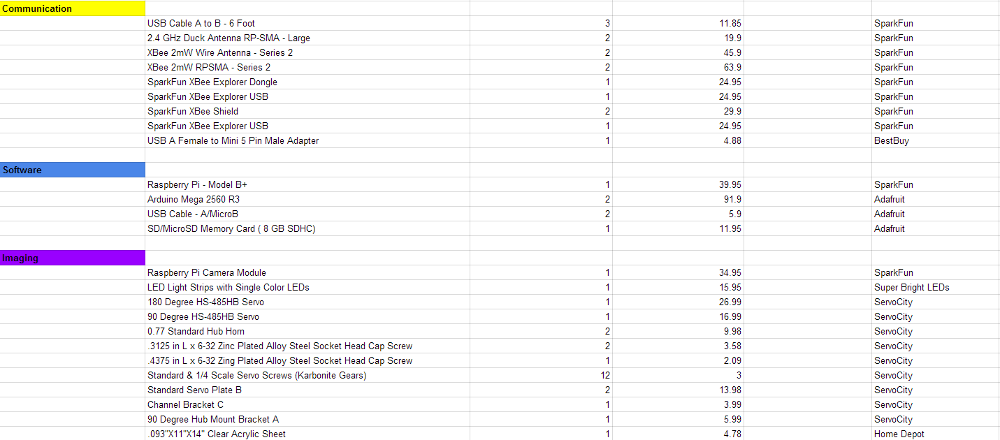 Communication
USB Cable A to B - 6 Foot 3 11.85 SparkFun
2.4 GHz Duck Antenna RP-SMA - Large 2 19.9 SparkFun
XBee 2mW Wire Antenna - Series 2 2 45.9 SparkFun
XBee 2mW RPSMA - Series 2 2 63.9 SparkFun
SparkFun XBee Explorer Dongle 1 24.95 SparkFun
SparkFun XBee Explorer USB 1 24.95 SparkFun
SparkFun XBee Shield 2 29.9 SparkFun
SparkFun XBee Explorer USB 1 24.95 SparkFun
USB A Female to Mini 5 Pin Male Adapter 1 4.88 BestBuy
Software
Raspberry Pi - Model B+ 1 39.95 SparkFun
Arduino Mega 2560 R3 2 91.9 Adafruit
USB Cable - A/MicroB 2 5.9 Adafruit
SD/MicroSD Memory Card ( 8 GB SDHC) 1 11.95 Adafruit
Imaging
Raspberry Pi Camera Module 1 34.95 SparkFun
LED Light Strips with Single Color LEDs 1 15.95 Super Bright LEDs
180 Degree HS-485HB Servo 1 26.99 ServoCity
90 Degree HS-485HB Servo 1 16.99 ServoCity
0.77 Standard Hub Horn 2 9.98 ServoCity
.3125 in L x 6-32 Zinc Plated Alloy Steel Socket Head Cap Screw 2 3.58 ServoCity
.4375 in L x 6-32 Zing Plated Alloy Steel Socket Head Cap Screw 1 2.09 ServoCity
Standard & 1/4 Scale Servo Screws (Karbonite Gears) 12 3 ServoCity
Standard Servo Plate B 2 13.98 ServoCity
Channel Bracket C 1 3.99 ServoCity
90 Degree Hub Mount Bracket A 1 5.99 ServoCity
.093"X11"X14" Clear Acrylic Sheet 1 4.78 Home Depot